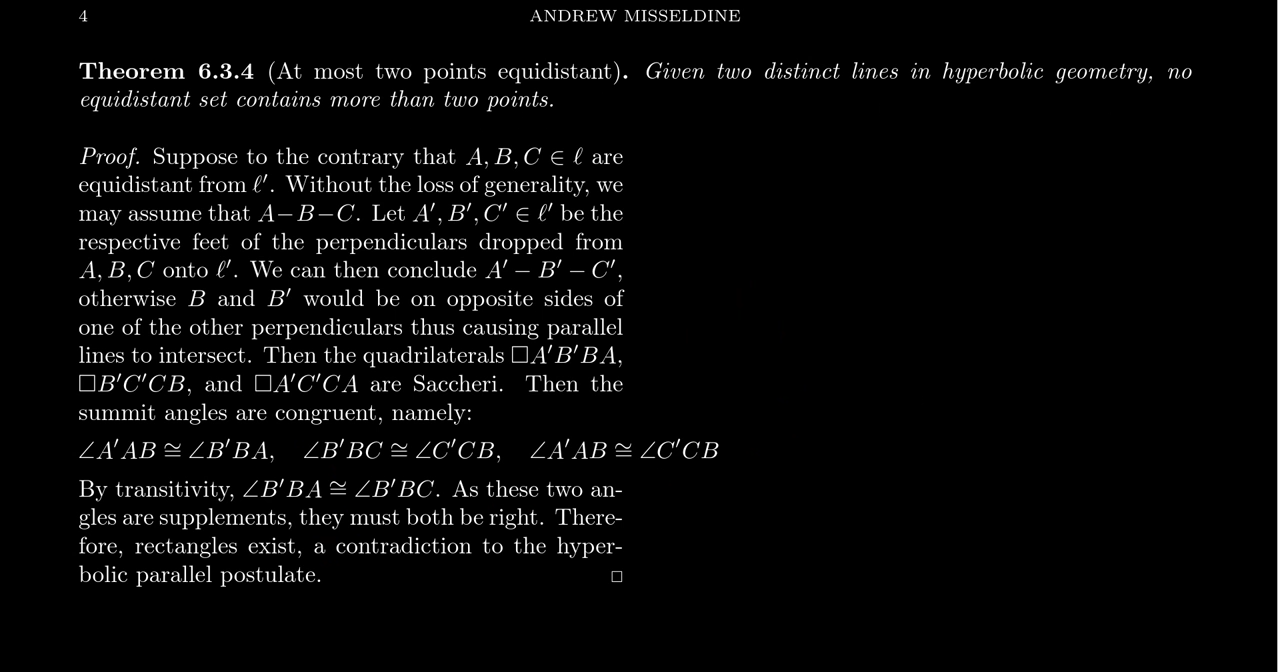 4
ANDREW MISSELDINE
Theorem 6.3.4 (At most two points equidistant). Given two distinct lines in hyperbolic geometry, no
equidistant set contains more than two points.
Proof. Suppose to the contrary that A, B, C ∈ ℓ are
equidistant from ℓ′. Without the loss of generality, we
may assume that A−B−C. Let A′, B′, C′ ∈ ℓ′ be the
respective feet of the perpendiculars dropped from
A, B, C onto ℓ′. We can then conclude A′ − B′ − C′,
otherwise B and B′ would be on opposite sides of
one of the other perpendiculars thus causing parallel
lines to intersect. Then the quadrilaterals □A′B′BA,
□B′C′CB, and □A′C′CA are Saccheri. Then the
summit angles are congruent, namely:
∠A′AB ≅ ∠B′BA, ∠B′BC ≅ ∠C′CB, ∠A′AB ≅ ∠C′CB
By transitivity, ∠B′BA ≅ ∠B′BC. As these two an-
gles are supplements, they must both be right. There-
fore, rectangles exist, a contradiction to the hyper-
bolic parallel postulate. □